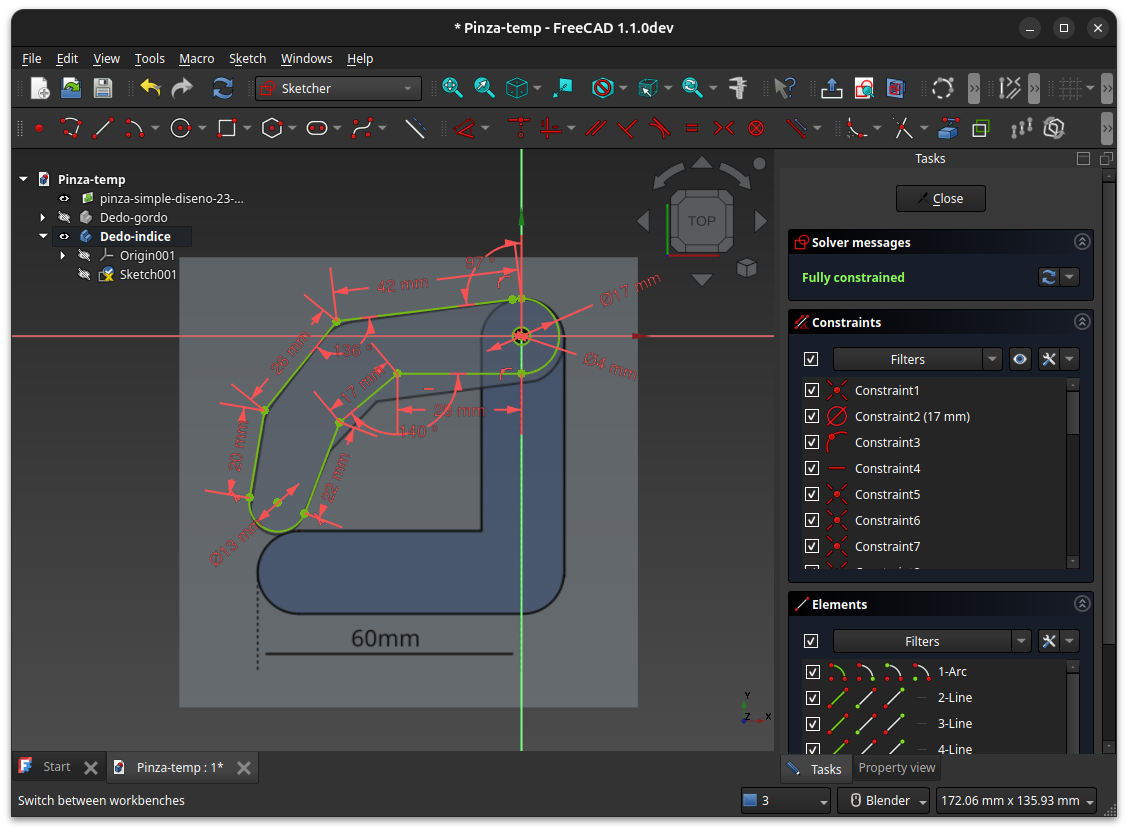 * Pinza-temp - FreeCAD 1.1.0dev
File Edit View Tools Macro Sketch Windows Help
Sketcher
Pinza-temp
pinza-simple-diseno-23-...
Dedo-gordo
Dedo-indice
Origin001
Sketch001
TOP
97 °
42 mm
Ø17 mm
136 °
26 mm
Ø4 mm
17 mm
140 °
20 mm
22 mm
Ø13 mm
60mm
Y
Z X
Tasks
Close
Solver messages
Fully constrained
Constraints
Filters
Constraint1
Constraint2 (17 mm)
Constraint3
Constraint4
Constraint5
Constraint6
Constraint7
Elements
Filters
1-Arc
2-Line
3-Line
4-Line
Start
Pinza-temp : 1*
Tasks
Property view
Switch between workbenches
3
Blender
172.06 mm x 135.93 mm